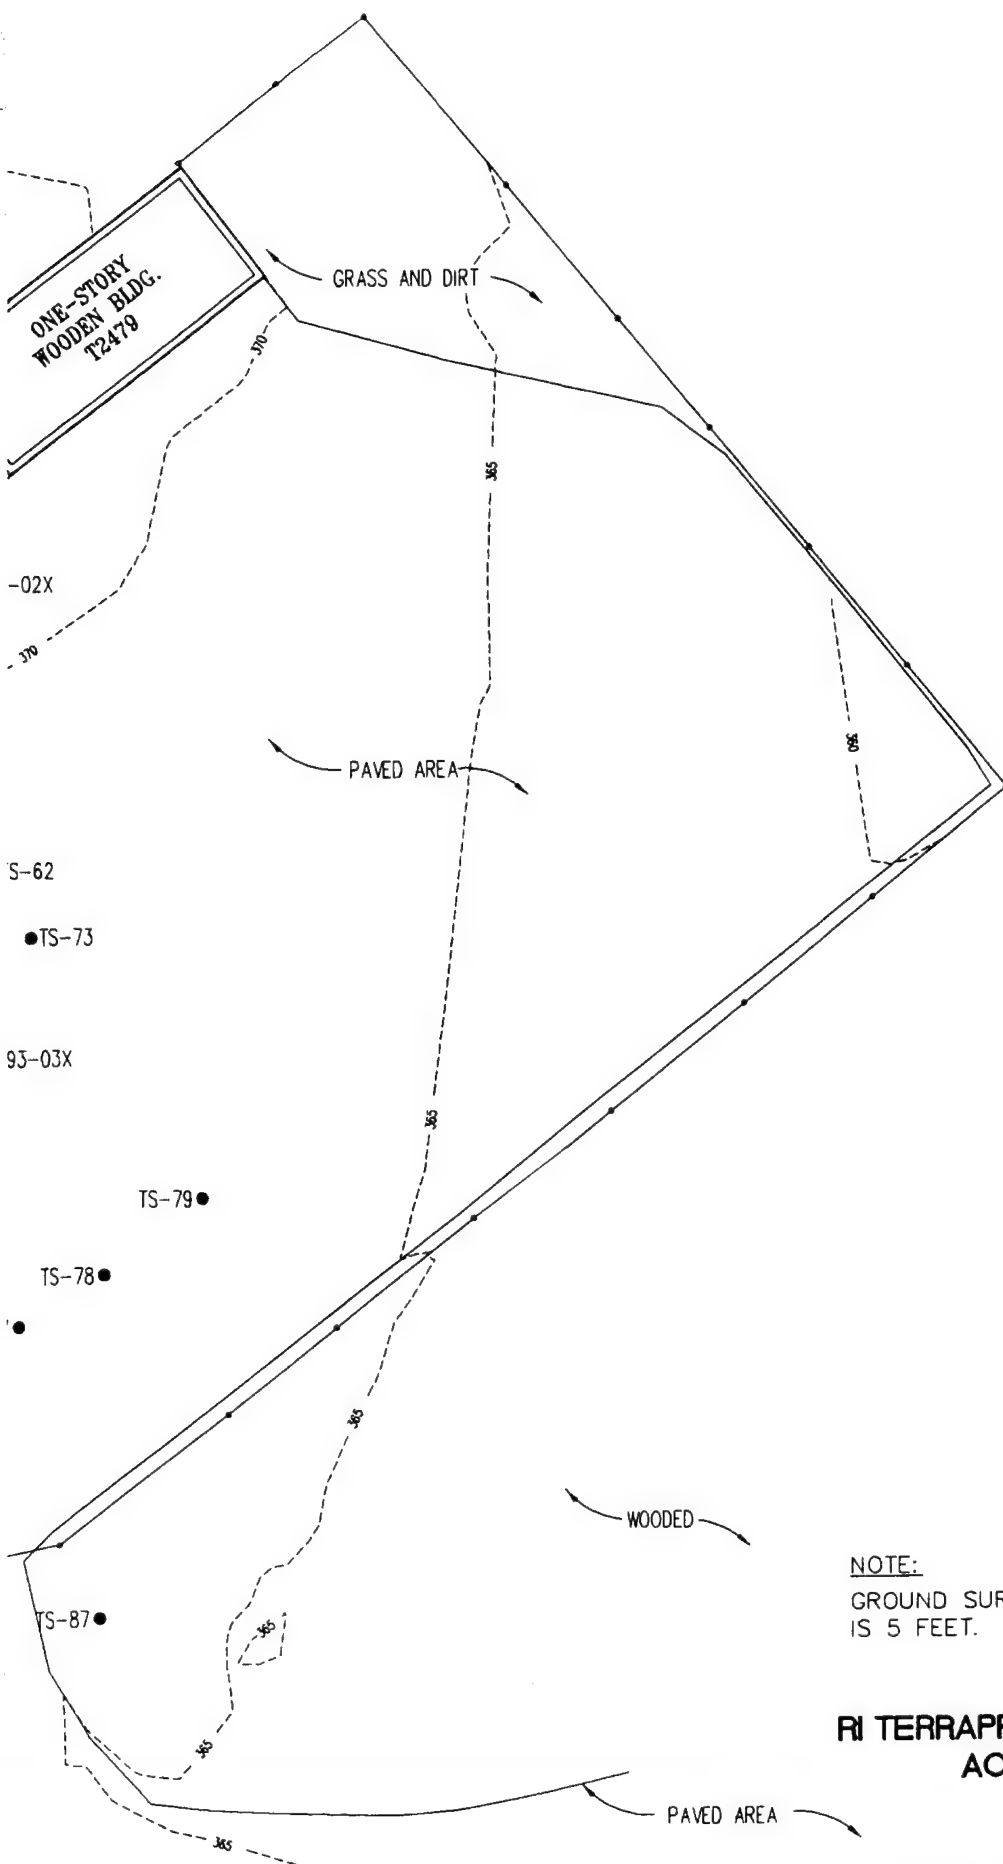 GRASS AND DIRT
ONE-STORY
WOODEN BLDG.
T2479
370
365
-02X
370
360
PAVED AREA
S-62
TS-73
93-03X
365
TS-79
TS-78
365
WOODED
NOTE:
GROUND SUR
IS 5 FEET.
TS-87
365
365
RI TERRAPR
AO
PAVED AREA
365